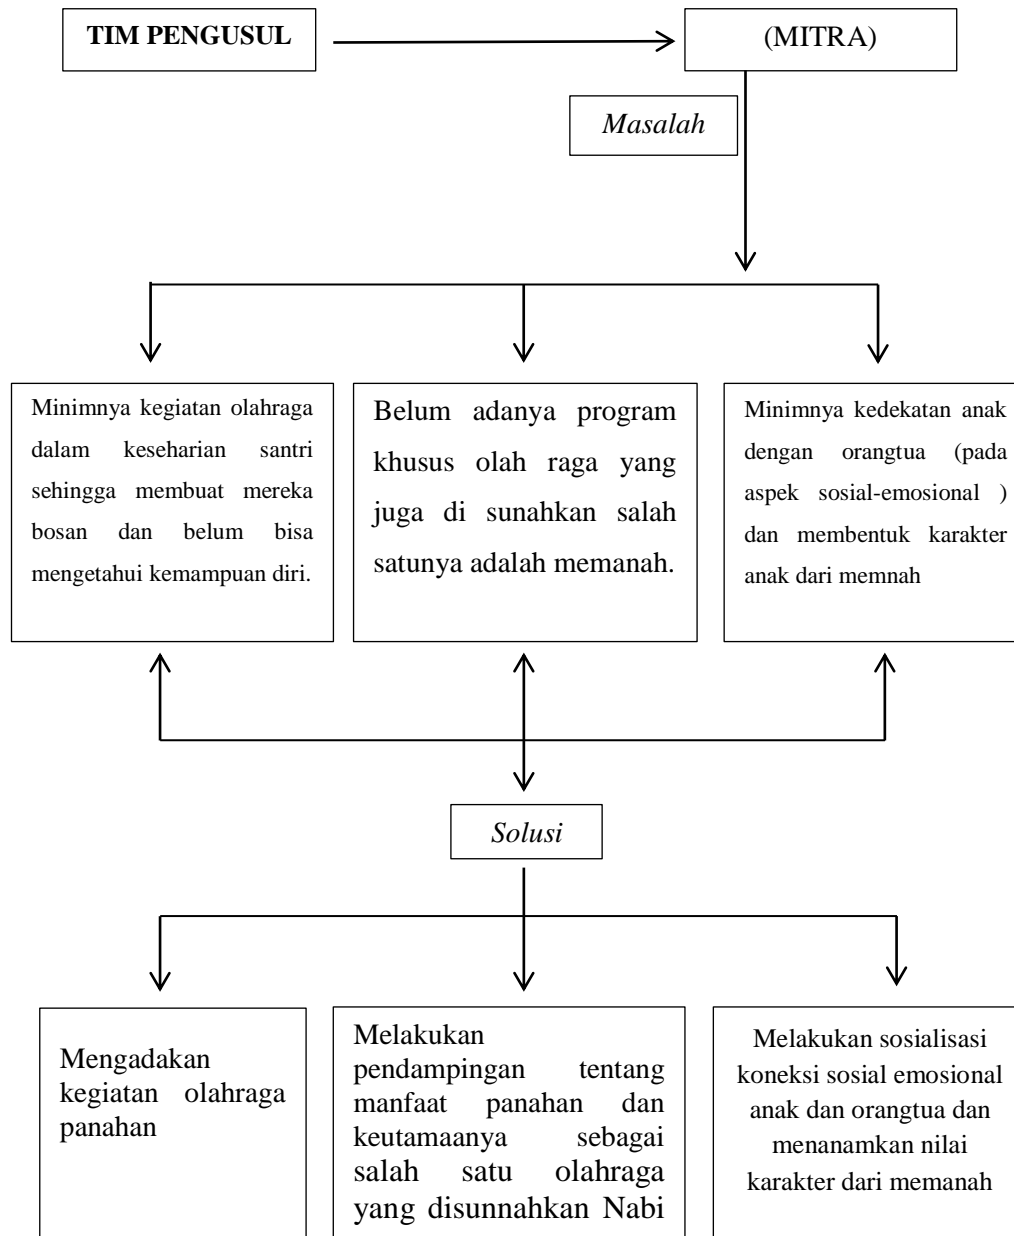 TIM PENGUSUL
(MITRA)
Masalah
Minimnya kegiatan olahraga
dalam keseharian santri
sehingga membuat mereka
bosan dan belum bisa
mengetahui kemampuan diri.
Belum adanya program
khusus olah raga yang
juga di sunahkan salah
satunya adalah memanah.
Minimnya kedekatan anak
dengan orangtua (pada
aspek sosial-emosional )
dan membentuk karakter
anak dari memnah
Solusi
Mengadakan
kegiatan olahraga
panahan
Melakukan
pendampingan tentang
manfaat panahan dan
keutamaanya sebagai
salah satu olahraga
yang disunnahkan Nabi
Melakukan sosialisasi
koneksi sosial emosional
anak dan orangtua dan
menanamkan nilai
karakter dari memanah